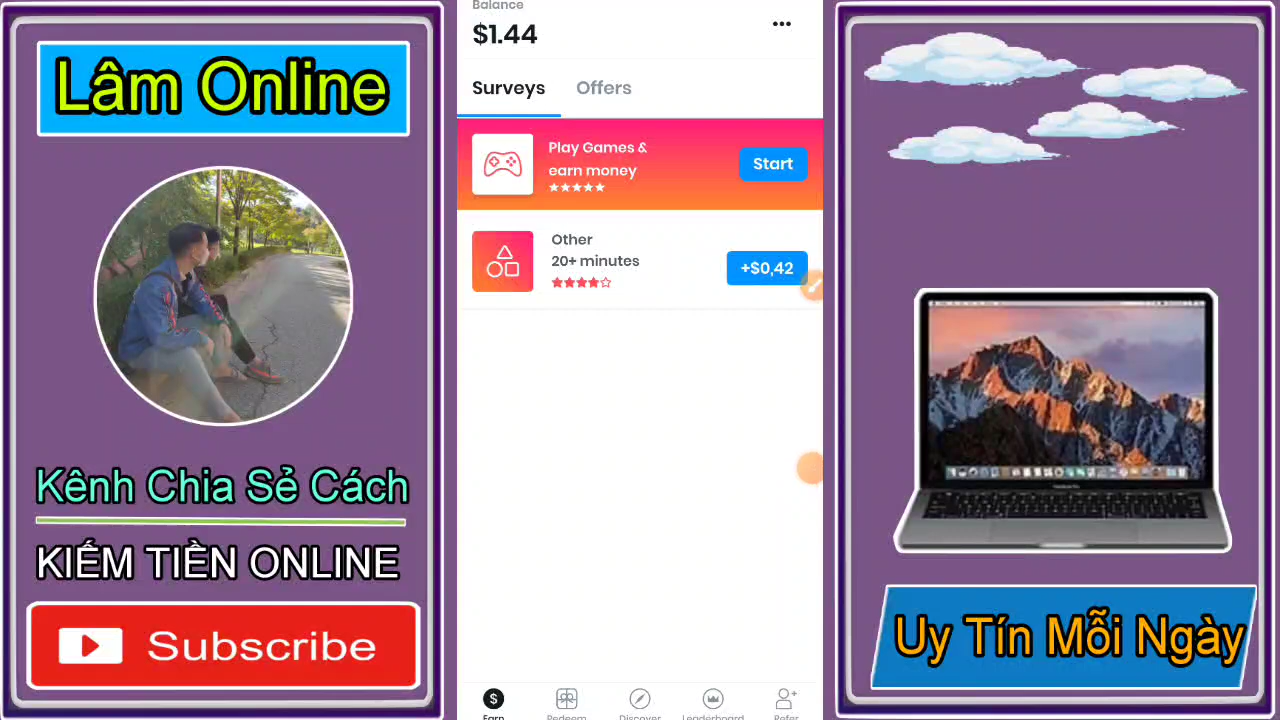 Lâm Online
Kênh Chia Sẻ Cách
KIẾM TIỀN ONLINE
Subscribe
Balance
$1.44
Surveys Offers
Play Games &
earn money
Start
Other
20+ minutes
+$0,42
Earn Redeem Discover Leaderboard Refer
Uy Tín Mỗi Ngày